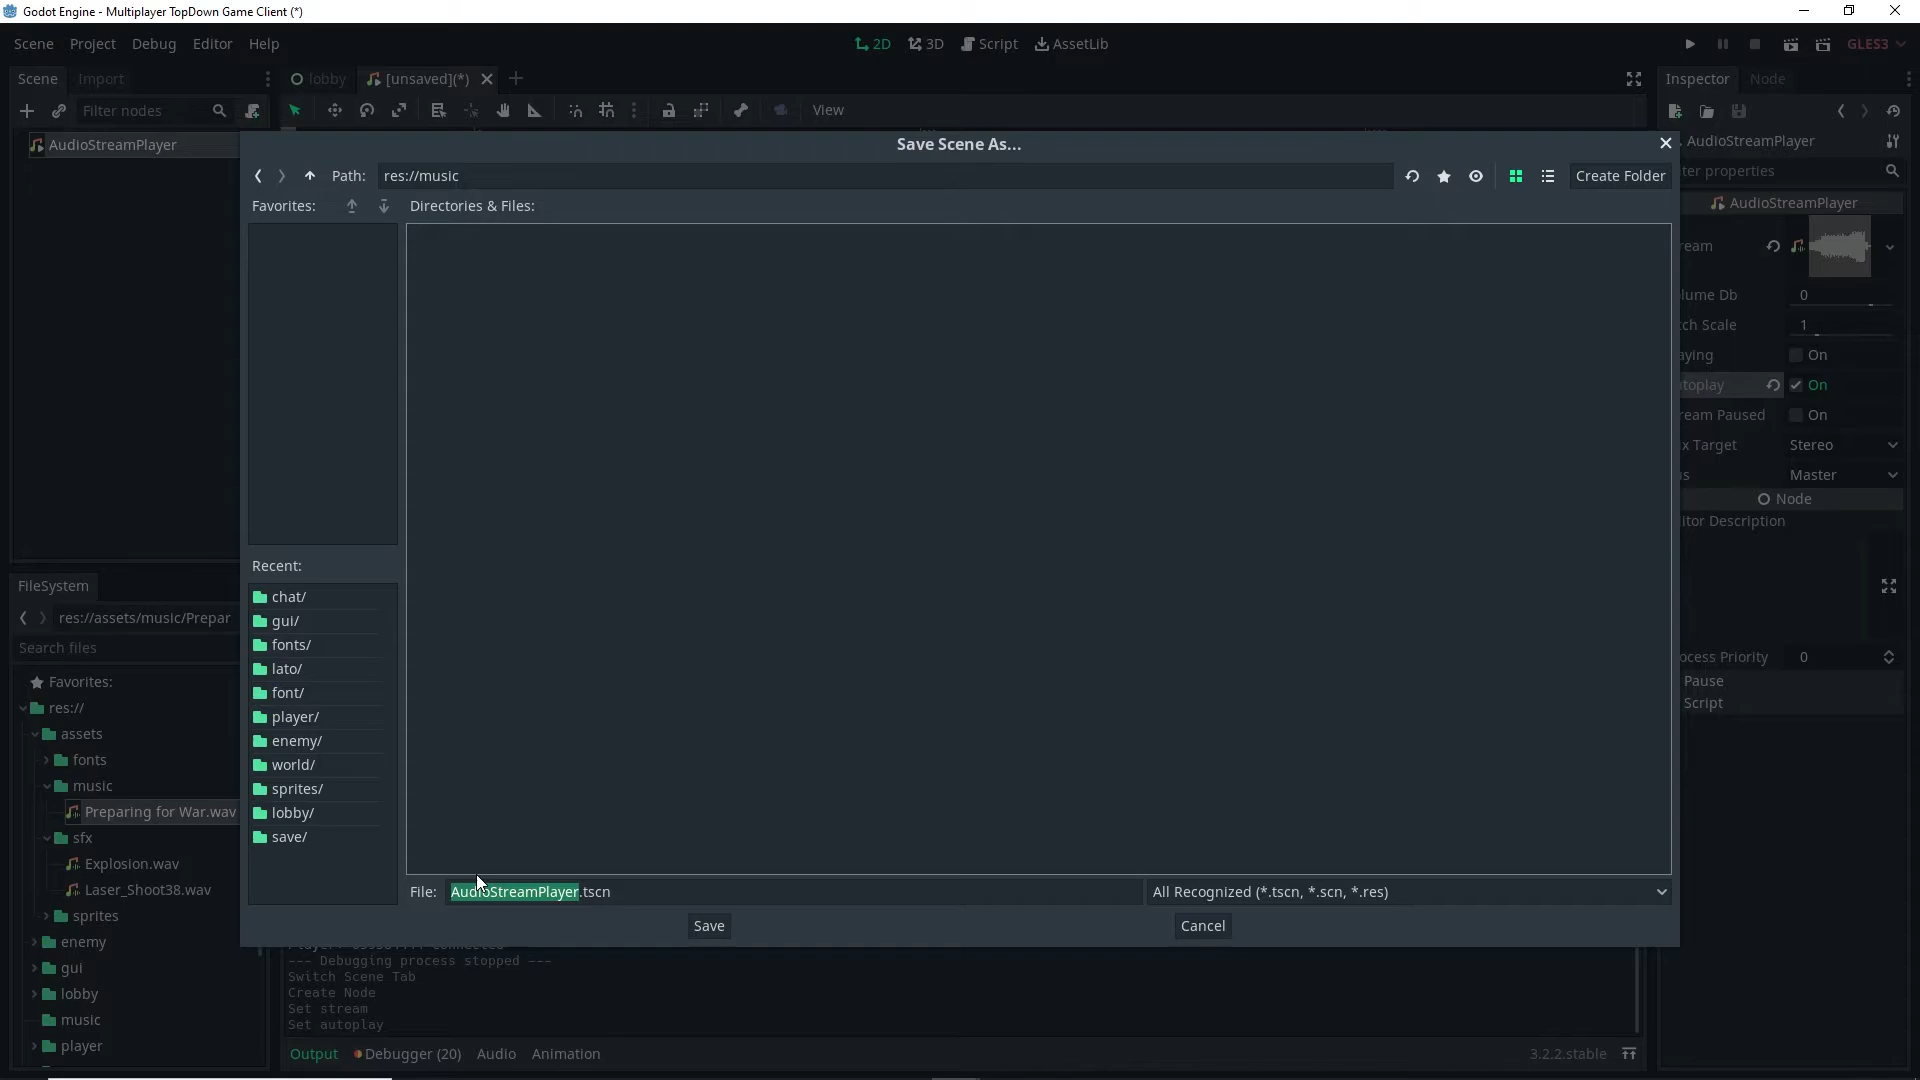 Godot Engine - Multiplayer TopDown Game Client (*)
Scene Project Debug Editor Help
2D 3D Script AssetLib
GLES3
Scene Import
lobby [unsaved](*)
Inspector Node
Filter nodes
View
AudioStreamPlayer
Save Scene As...
AudioStreamPlayer
Path: res://music
Create Folder
ter properties
Favorites:
Directories & Files:
AudioStreamPlayer
ream
lume Db 0
tch Scale 1
aying On
utoplay On
ream Paused On
x Target Stereo
s Master
Node
itor Description
Recent:
chat/
gui/
fonts/
lato/
font/
player/
enemy/
world/
sprites/
lobby/
save/
ocess Priority 0
Pause
Script
FileSystem
res://assets/music/Prepar
Search files
Favorites:
res://
assets
fonts
music
Preparing for War.wav
sfx
Explosion.wav
Laser_Shoot38.wav
sprites
enemy
gui
lobby
music
player
File: AudioStreamPlayer.tscn
All Recognized (*.tscn, *.scn, *.res)
Save
Cancel
--- Debugging process stopped ---
Switch Scene Tab
Create Node
Set stream
Set autoplay
Output Debugger (20) Audio Animation
3.2.2.stable